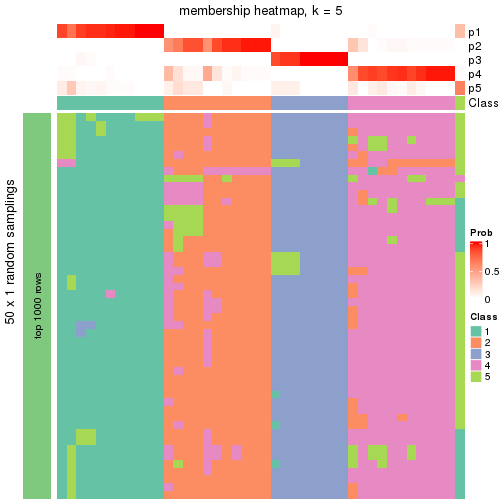 membership heatmap, k = 5
p1
p2
p3
p4
p5
Class
50 x 1 random samplings
top 1000 rows
Prob
1
0.5
0
Class
1
2
3
4
5